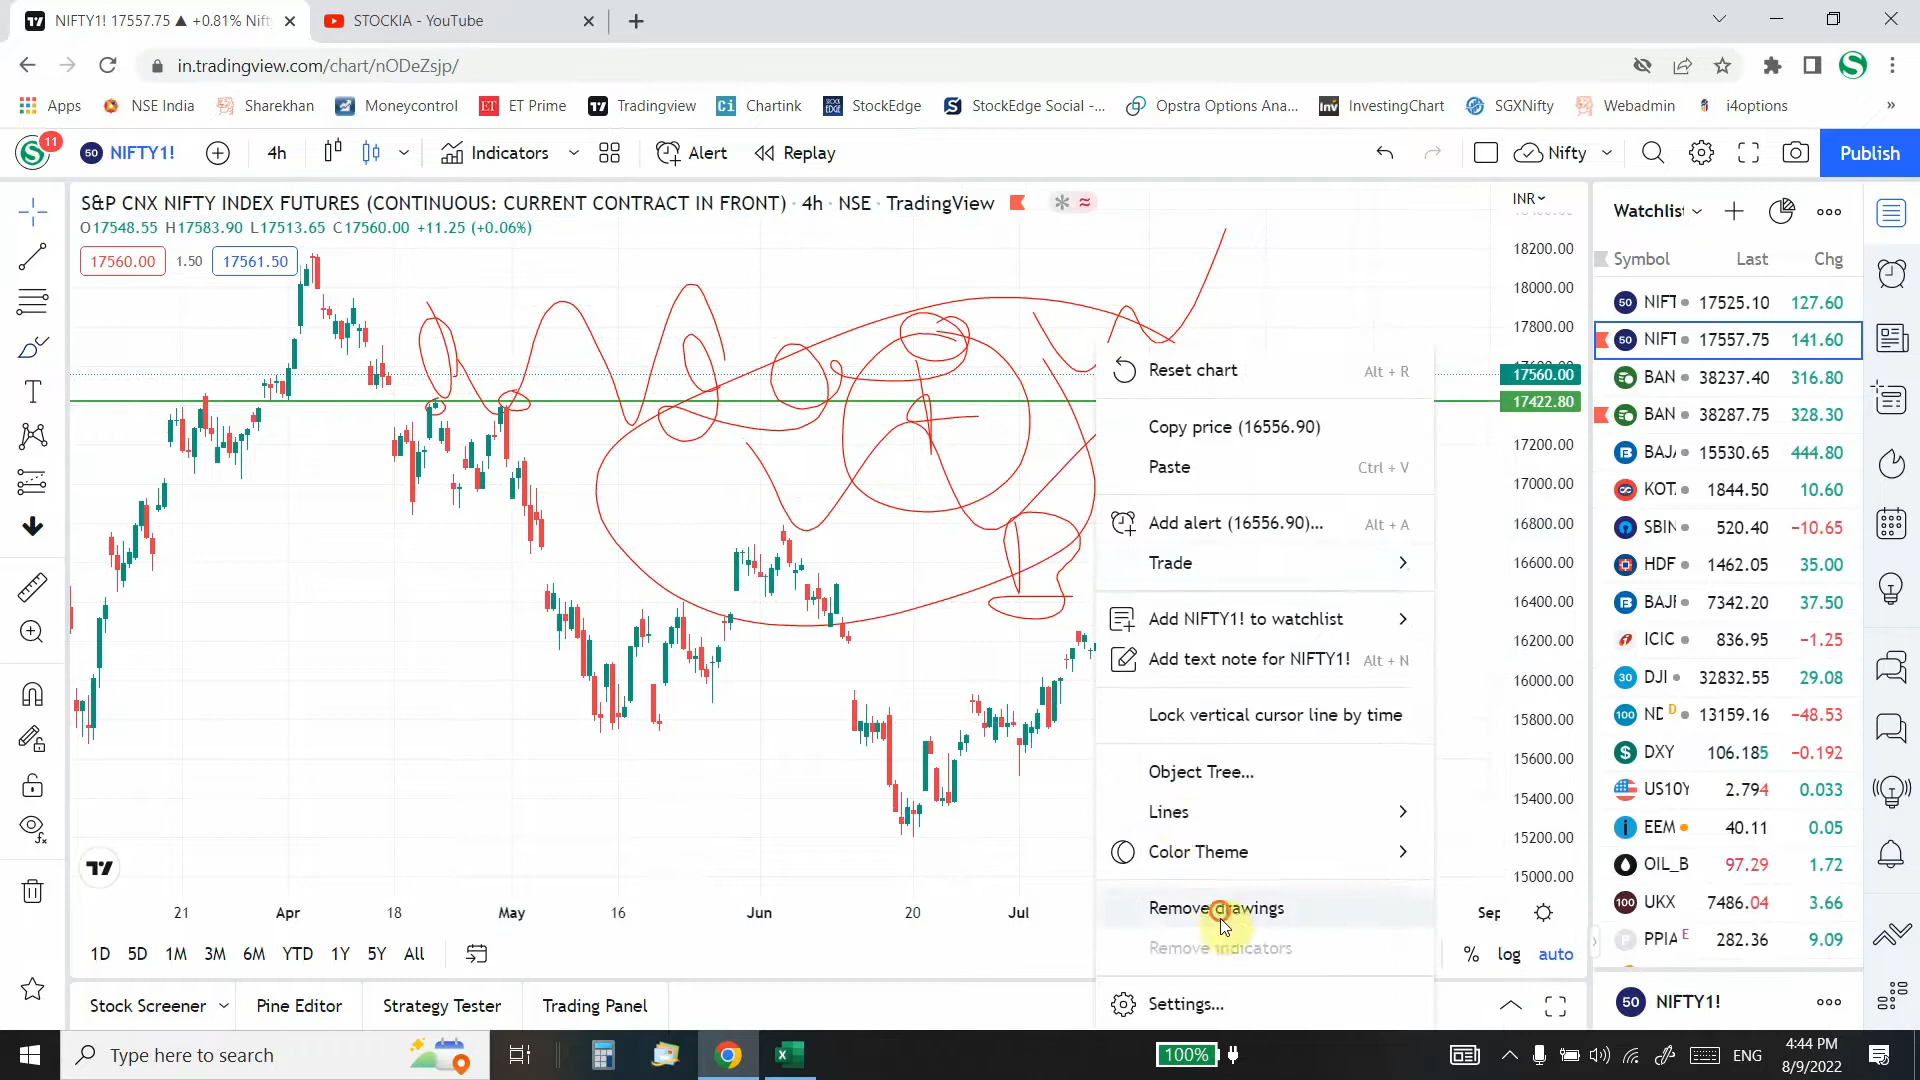 NIFTY1! 17557.75 ▲ +0.81% Nift
STOCKIA - YouTube
in.tradingview.com/chart/nODeZsjp/
Apps NSE India Sharekhan Moneycontrol ET Prime Tradingview Chartink StockEdge StockEdge Social -... Opstra Options Ana... InvestingChart SGXNifty Webadmin i4options »
11 50 NIFTY1! 4h Indicators Alert Replay Nifty Publish
S&P CNX NIFTY INDEX FUTURES (CONTINUOUS: CURRENT CONTRACT IN FRONT) · 4h · NSE · TradingView
O17548.55 H17583.90 L17513.65 C17560.00 +11.25 (+0.06%)
17560.00 1.50 17561.50
INR
18200.00
18000.00
17800.00
17560.00
17422.80
17200.00
17000.00
16800.00
16600.00
16400.00
16200.00
16000.00
15800.00
15600.00
15400.00
15200.00
15000.00
Reset chart Alt + R
Copy price (16556.90)
Paste Ctrl + V
Add alert (16556.90)... Alt + A
Trade
Add NIFTY1! to watchlist
Add text note for NIFTY1! Alt + N
Lock vertical cursor line by time
Object Tree...
Lines
Color Theme
Remove drawings
Remove indicators
Settings...
21 Apr 18 May 16 Jun 20 Jul Sep
1D 5D 1M 3M 6M YTD 1Y 5Y All % log auto
Stock Screener Pine Editor Strategy Tester Trading Panel
Watchlist
Symbol Last Chg
50 NIFT 17525.10 127.60
50 NIFT 17557.75 141.60
BAN 38237.40 316.80
BAN 38287.75 328.30
BAJA 15530.65 444.80
KOT. 1844.50 10.60
SBIN 520.40 −10.65
HDF 1462.05 35.00
BAJF 7342.20 37.50
ICIC 836.95 −1.25
30 DJI 32832.55 29.08
100 ND D 13159.16 −48.53
DXY 106.185 −0.192
US10Y 2.794 0.033
EEM 40.11 0.05
OIL_B 97.29 1.72
100 UKX 7486.04 3.66
PPIA E 282.36 9.09
50 NIFTY1!
Type here to search
100%
ENG
4:44 PM
8/9/2022